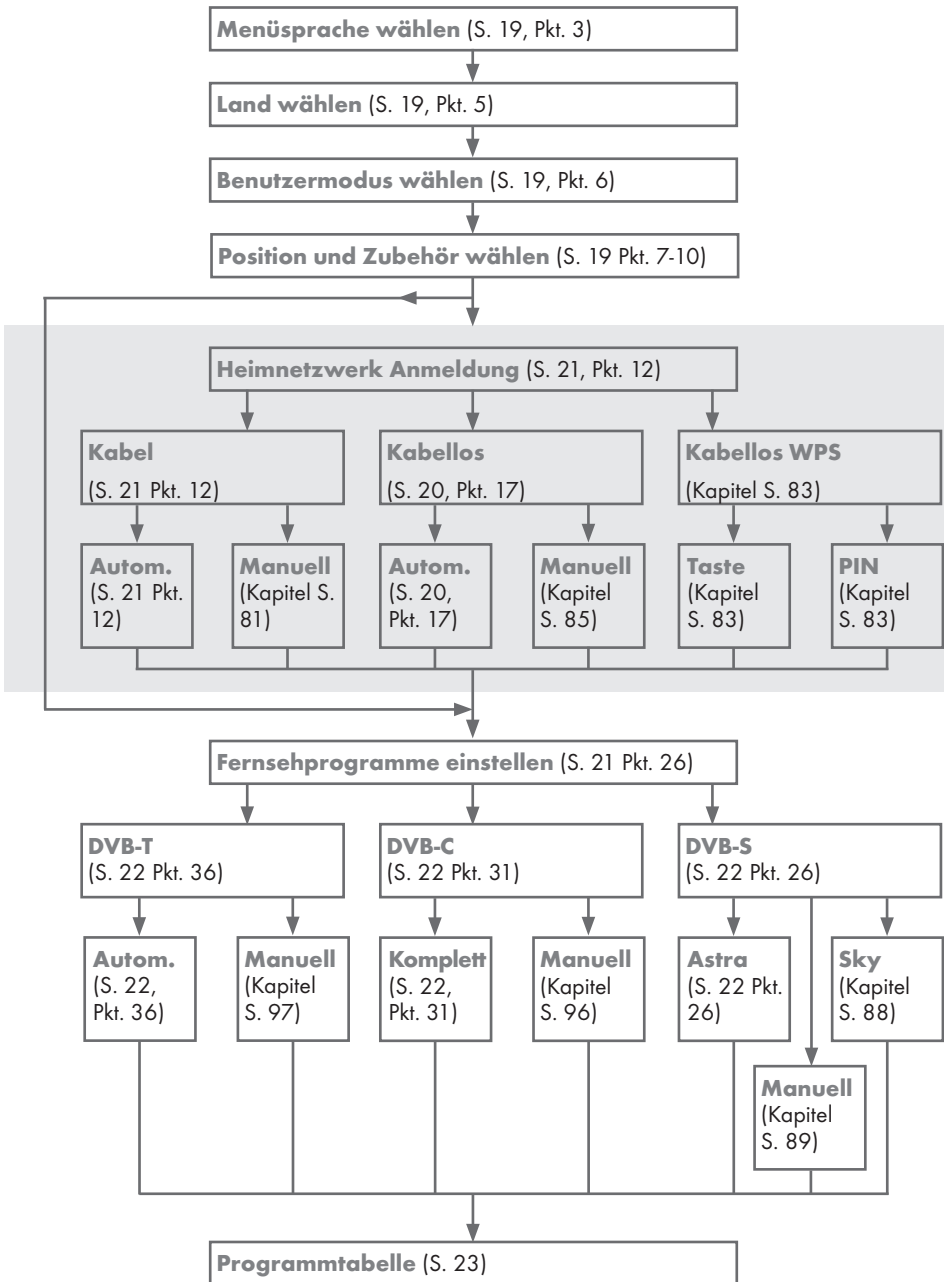 Menüsprache wählen (S. 19, Pkt. 3)
Land wählen (S. 19, Pkt. 5)
Benutzermodus wählen (S. 19, Pkt. 6)
Position und Zubehör wählen (S. 19 Pkt. 7-10)
Heimnetzwerk Anmeldung (S. 21, Pkt. 12)
Kabel
(S. 21 Pkt. 12)
Kabellos
(S. 20, Pkt. 17)
Kabellos WPS
(Kapitel S. 83)
Autom.
(S. 21 Pkt.
12)
Manuell
(Kapitel S.
81)
Autom.
(S. 20,
Pkt. 17)
Manuell
(Kapitel
S. 85)
Taste
(Kapitel
S. 83)
PIN
(Kapitel
S. 83)
Fernsehprogramme einstellen (S. 21 Pkt. 26)
DVB-T
(S. 22 Pkt. 36)
DVB-C
(S. 22 Pkt. 31)
DVB-S
(S. 22 Pkt. 26)
Autom.
(S. 22,
Pkt. 36)
Manuell
(Kapitel
S. 97)
Komplett
(S. 22,
Pkt. 31)
Manuell
(Kapitel
S. 96)
Astra
(S. 22 Pkt.
26)
Sky
(Kapitel
S. 88)
Manuell
(Kapitel
S. 89)
Programmtabelle (S. 23)